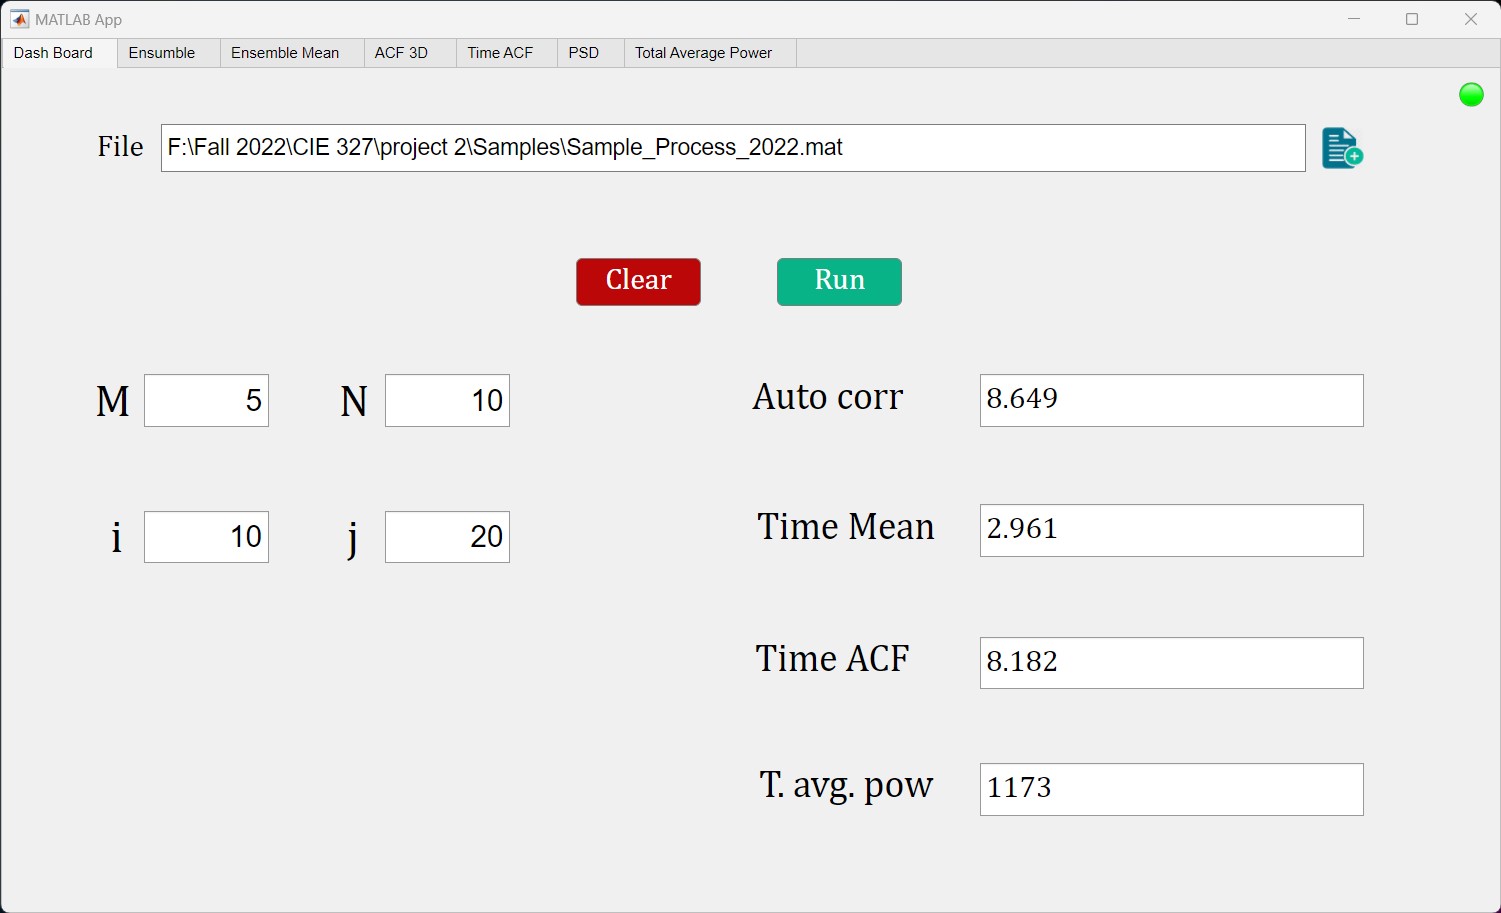 MATLAB App
Dash Board Ensumble Ensemble Mean ACF 3D Time ACF PSD Total Average Power
File F:\Fall 2022\CIE 327\project 2\Samples\Sample_Process_2022.mat
Clear Run
M 5 N 10 Auto corr 8.649
i 10 j 20 Time Mean 2.961
Time ACF 8.182
T. avg. pow 1173